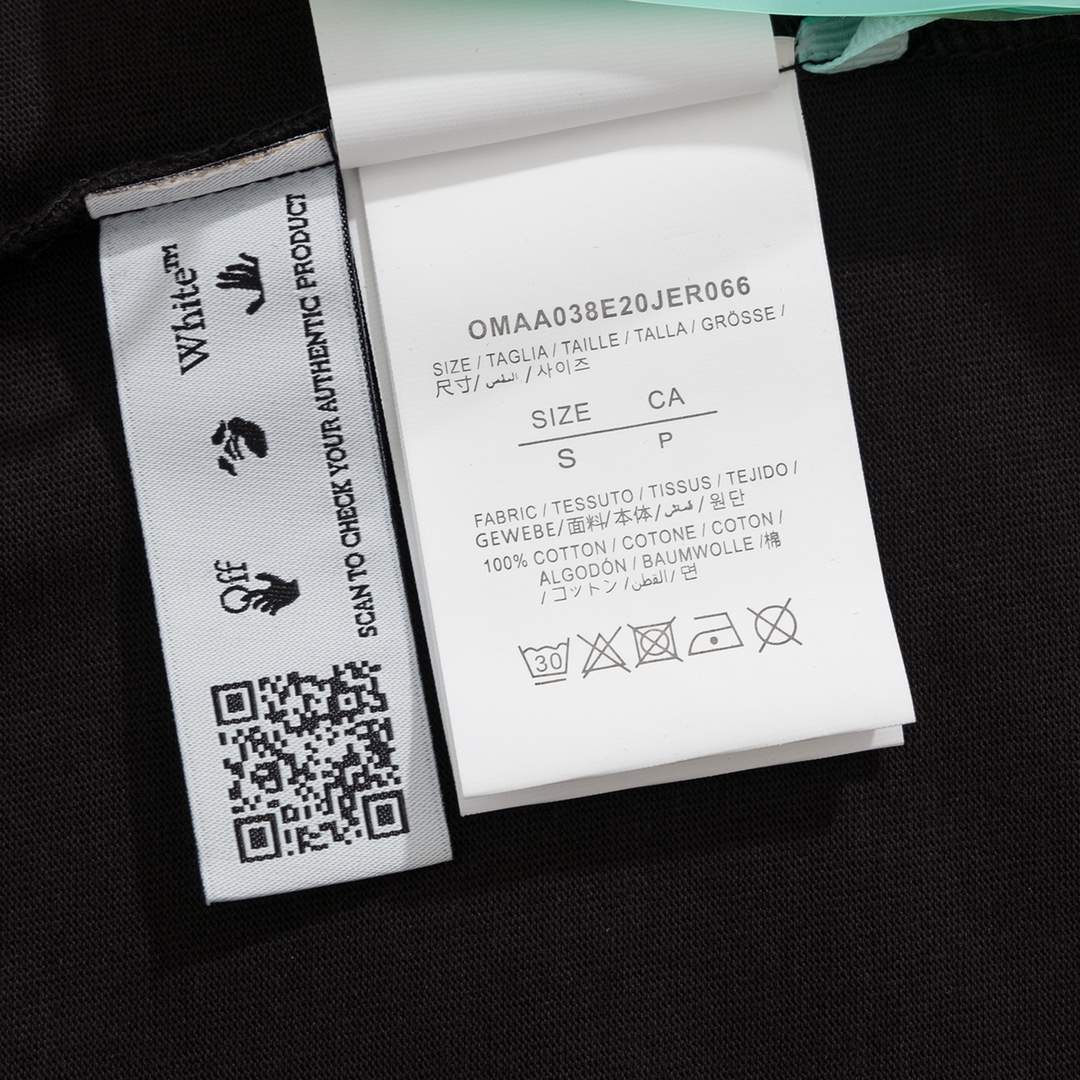 Off White™
SCAN TO CHECK YOUR AUTHENTIC PRODUCT
OMAA038E20JER066
SIZE / TAGLIA / TAILLE / TALLA / GRÖSSE /
尺寸/ المقاس / 사이즈
SIZE CA
S P
FABRIC / TESSUTO / TISSUS / TEJIDO /
GEWEBE/面料/本体/ قماش / 원단
100% COTTON / COTONE / COTON /
ALGODÓN / BAUMWOLLE /棉
/コットン /القطن/ 면
30